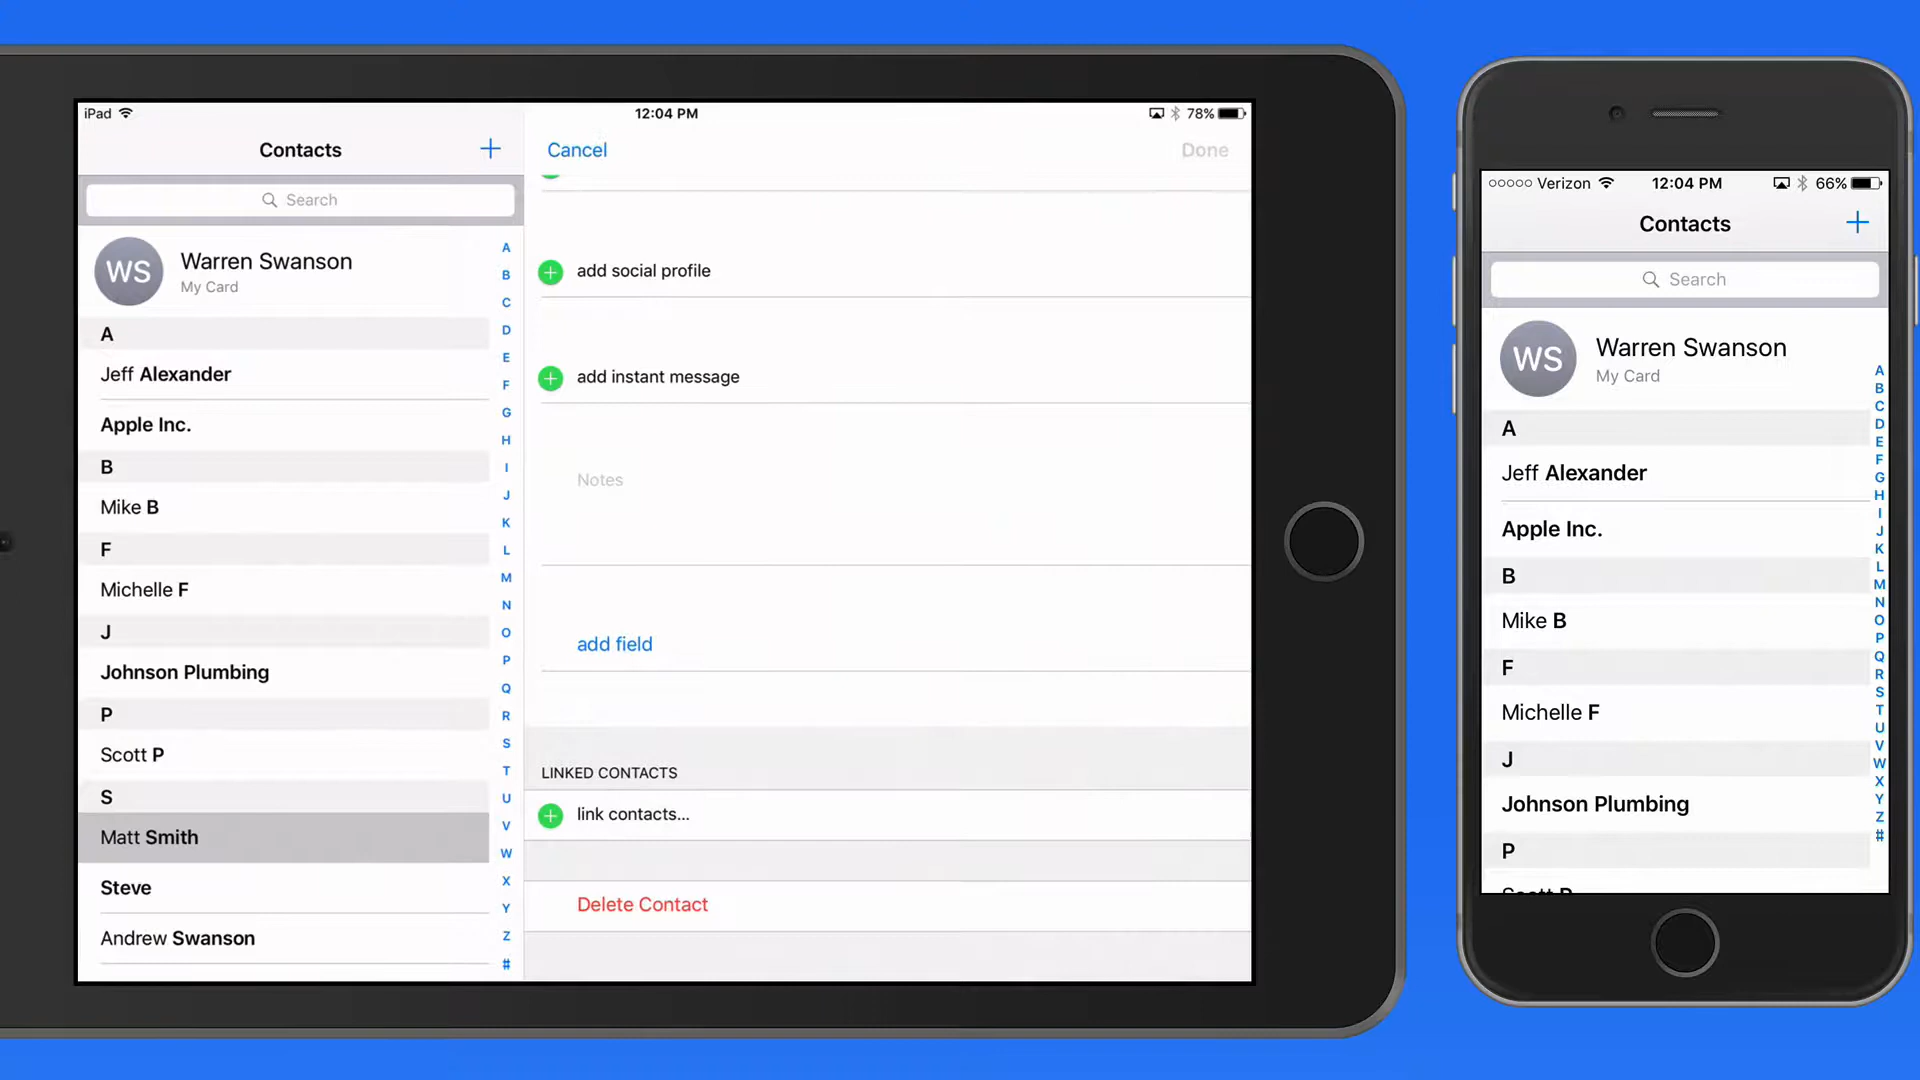 iPad
12:04 PM
78%
Contacts
+
Search
WS
Warren Swanson
My Card
A
Jeff Alexander
Apple Inc.
B
Mike B
F
Michelle F
J
Johnson Plumbing
P
Scott P
S
Matt Smith
Steve
Andrew Swanson
A
B
C
D
E
F
G
H
I
J
K
L
M
N
O
P
Q
R
S
T
U
V
W
X
Y
Z
#
Cancel
Done
add social profile
add instant message
Notes
add field
LINKED CONTACTS
link contacts...
Delete Contact
Verizon
12:04 PM
66%
Contacts
+
Search
WS
Warren Swanson
My Card
A
Jeff Alexander
Apple Inc.
B
Mike B
F
Michelle F
J
Johnson Plumbing
P
Scott P
A
B
C
D
E
F
G
H
I
J
K
L
M
N
O
P
Q
R
S
T
U
V
W
X
Y
Z
#